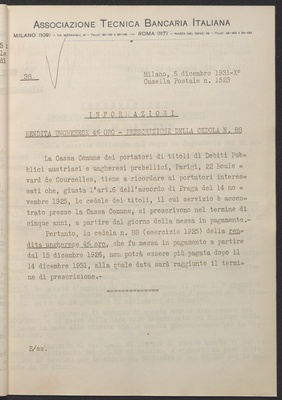 ASSOCIAZIONE TECNICA BANCARIA ITALIANA
MILANO (109) ROMA (117)
38
Milano, 5 dicembre 1931-X°
Casella Postale n. 1523
INFORMAZIONI
RENDITA UNGHERESE 4% ORO - PRESCRIZIONE DELLA CEDOLA N. 88
La Cassa Comune dei portatori di titoli di Debiti Pub-
blici austriaci e ungheresi prebellici, Parigi, 22 Boule-
vard de Courcelles, tiene a ricordare ai portatori interes-
sati che, giusta l'art.6 dell'accordo di Praga del 14 no-
vembre 1925, le cedole dei titoli, il cui servizio è accen-
trato presso la Cassa Comune, si prescrivono nel termine di
cinque anni, a partire dal giorno della messa in pagamento.-
Pertanto, la cedola n. 88 (esercizio 1925) della ren-
dita ungherese 4% oro, che fu messa in pagamento a partire
dal 15 dicembre 1926, non potrà essere più pagata dopo il
14 dicembre 1931, alla quale data sarà raggiunto il termi-
ne di prescrizione.-